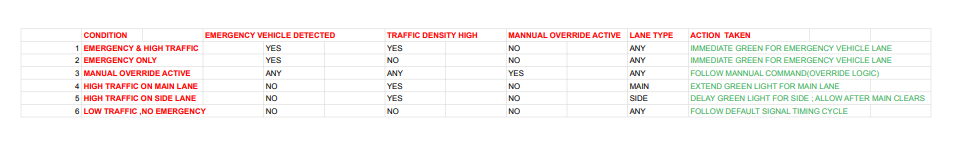 CONDITION EMERGENCY VEHICLE DETECTED TRAFFIC DENSITY HIGH MANNUAL OVERRIDE ACTIVE LANE TYPE ACTION TAKEN
1 EMERGENCY & HIGH TRAFFIC YES YES NO ANY IMMEDIATE GREEN FOR EMERGENCY VEHICLE LANE
2 EMERGENCY ONLY YES NO NO ANY IMMEDIATE GREEN FOR EMERGENCY VEHICLE LANE
3 MANUAL OVERRIDE ACTIVE ANY ANY YES ANY FOLLOW MANNUAL COMMAND(OVERRIDE LOGIC)
4 HIGH TRAFFIC ON MAIN LANE NO YES NO MAIN EXTEND GREEN LIGHT FOR MAIN LANE
5 HIGH TRAFFIC ON SIDE LANE NO YES NO SIDE DELAY GREEN LIGHT FOR SIDE ; ALLOW AFTER MAIN CLEARS
6 LOW TRAFFIC ,NO EMERGENCY NO NO NO ANY FOLLOW DEFAULT SIGNAL TIMING CYCLE